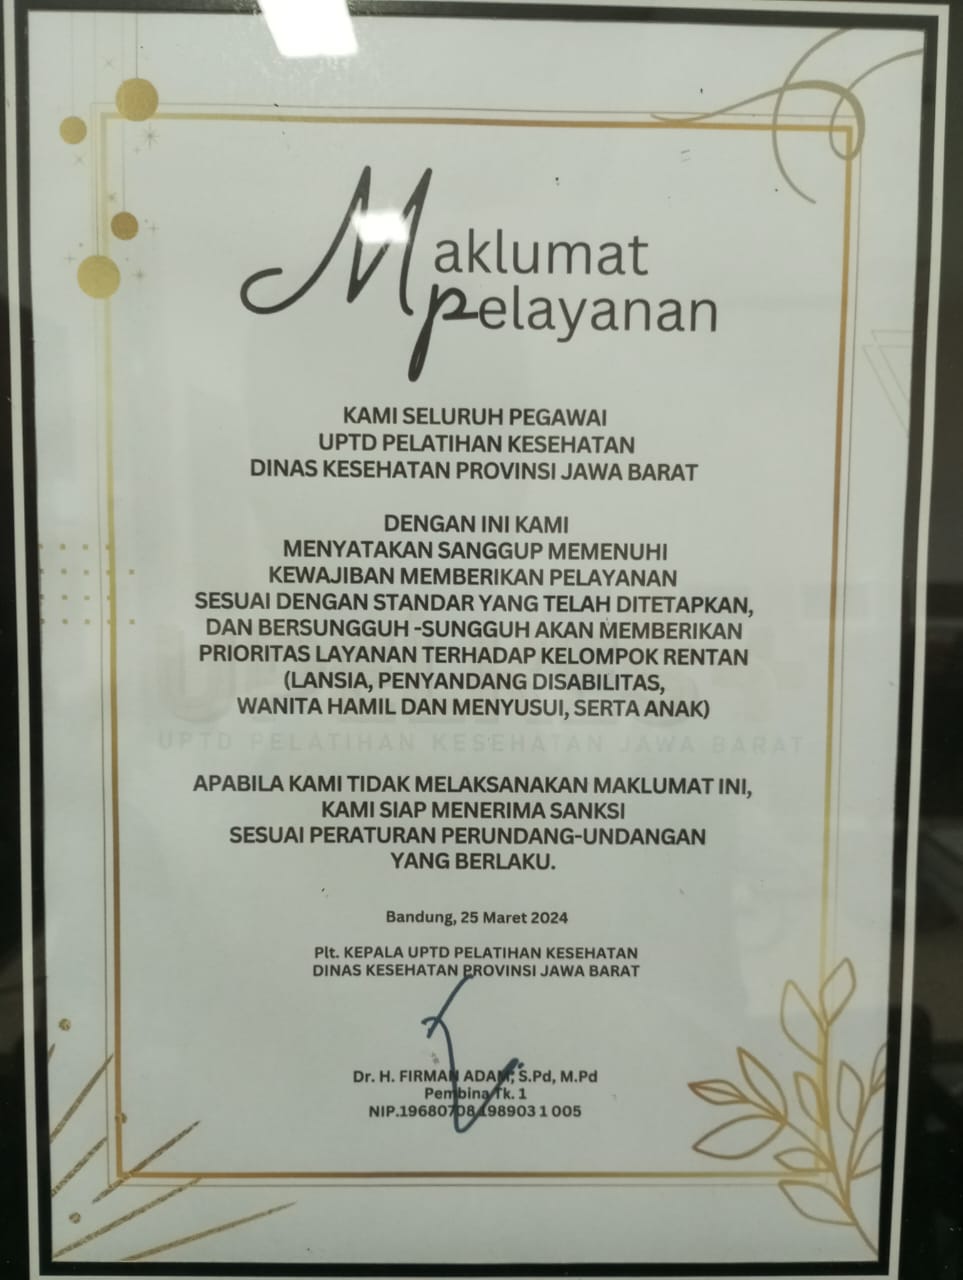 Maklumat
Pelayanan
KAMI SELURUH PEGAWAI
UPTD PELATIHAN KESEHATAN
DINAS KESEHATAN PROVINSI JAWA BARAT
DENGAN INI KAMI
MENYATAKAN SANGGUP MEMENUHI
KEWAJIBAN MEMBERIKAN PELAYANAN
SESUAI DENGAN STANDAR YANG TELAH DITETAPKAN,
DAN BERSUNGGUH -SUNGGUH AKAN MEMBERIKAN
PRIORITAS LAYANAN TERHADAP KELOMPOK RENTAN
(LANSIA, PENYANDANG DISABILITAS,
WANITA HAMIL DAN MENYUSUI, SERTA ANAK)
UPTD PELATIHAN KESEHATAN JAWA BARAT
APABILA KAMI TIDAK MELAKSANAKAN MAKLUMAT INI,
KAMI SIAP MENERIMA SANKSI
SESUAI PERATURAN PERUNDANG-UNDANGAN
YANG BERLAKU.
Bandung, 25 Maret 2024
Plt. KEPALA UPTD PELATIHAN KESEHATAN
DINAS KESEHATAN PROVINSI JAWA BARAT
Dr. H. FIRMAN ADAM, S.Pd, M.Pd
Pembina Tk. 1
NIP.19680708 198903 1 005